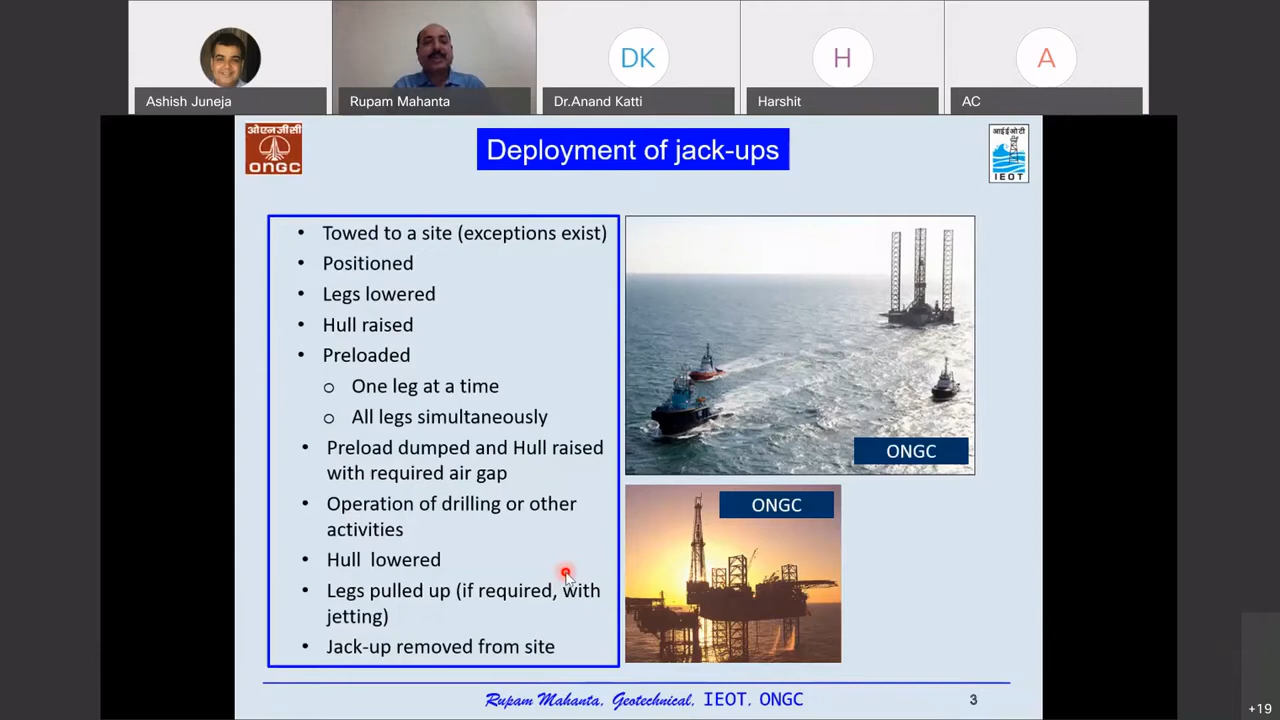 DK
H
A
Ashish Juneja
Rupam Mahanta
Dr.Anand Katti
Harshit
AC
ओएनजीसी
ONGC
Deployment of jack-ups
आई ई ओ टी
IEOT
• Towed to a site (exceptions exist)
• Positioned
• Legs lowered
• Hull raised
• Preloaded
o One leg at a time
o All legs simultaneously
• Preload dumped and Hull raised
with required air gap
• Operation of drilling or other
activities
• Hull lowered
• Legs pulled up (if required, with
jetting)
• Jack-up removed from site
ONGC
ONGC
Rupam Mahanta, Geotechnical, IEOT, ONGC
3
+19